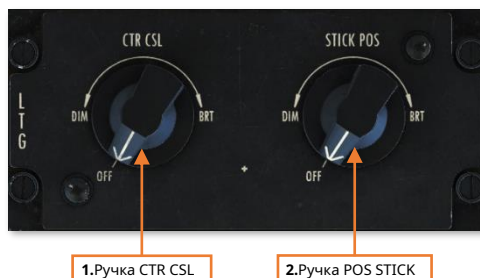 CTR CSL
STICK POS
DIM
BRT
DIM
BRT
L
T
G
OFF
OFF
1.Ручка CTR CSL
2.Ручка POS STICK